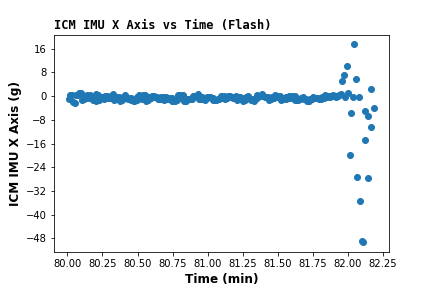 ICM IMU X Axis vs Time (Flash)
ICM IMU X Axis (g)
16
8
0
−8
−16
−24
−32
−40
−48
80.00 80.25 80.50 80.75 81.00 81.25 81.50 81.75 82.00 82.25
Time (min)